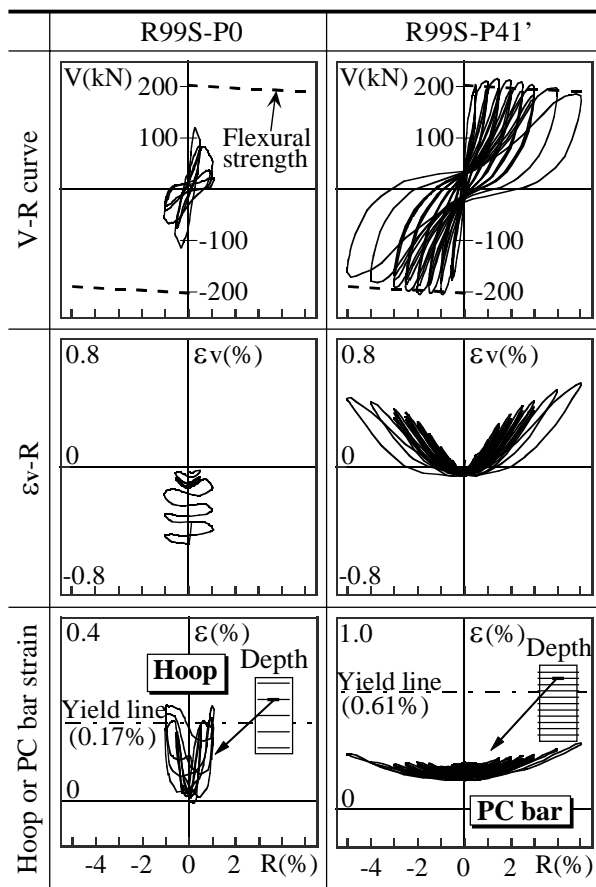 R99S-P0
R99S-P41’
V-R curve
V(kN)
200
100
-100
-200
Flexural
strength
V(kN)
200
100
-100
-200
εv-R
0.8
εv(%)
0
-0.8
0.8
εv(%)
0
-0.8
Hoop or PC bar strain
0.4
ε(%)
Hoop
Depth
Yield line
(0.17%)
0
-4 -2 0 2 R(%)
1.0
ε(%)
Depth
Yield line
(0.61%)
0
PC bar
-4 -2 0 2 R(%)